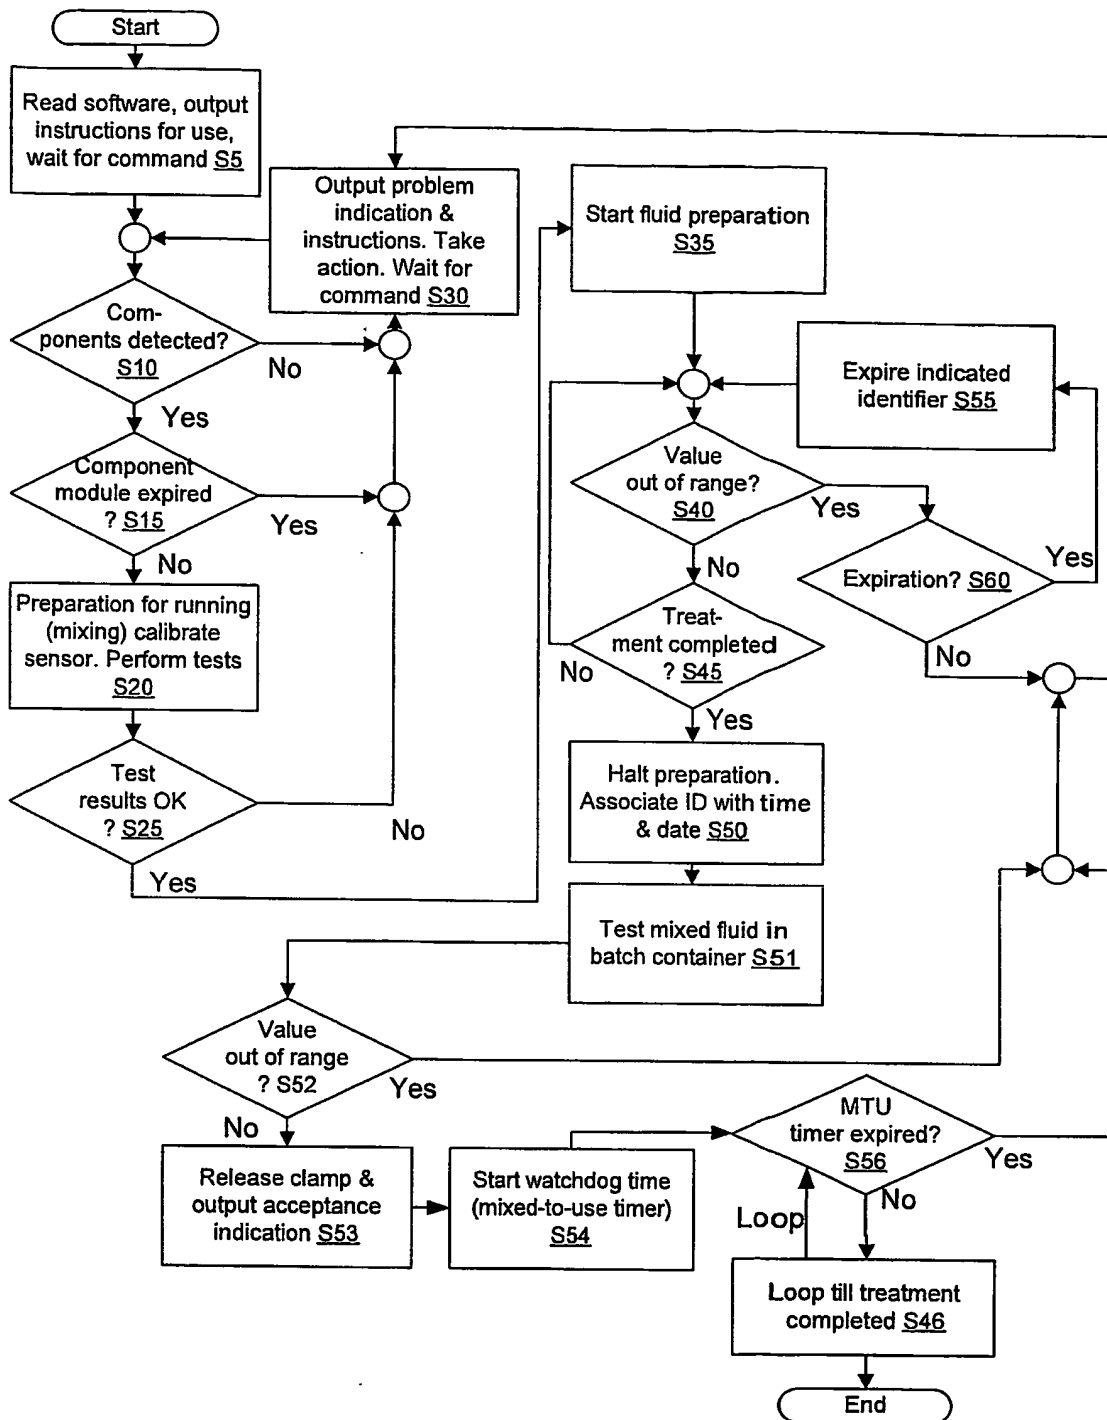 Start
Read software, output
instructions for use,
wait for command S5
Output problem
indication &
instructions. Take
action. Wait for
command S30
Start fluid preparation
S35
Com-
ponents detected?
S10
No
Yes
Expire indicated
identifier S55
Component
module expired
? S15
Yes
No
Value
out of range?
S40
Yes
No
Expiration? S60
Yes
No
Preparation for running
(mixing) calibrate
sensor. Perform tests
S20
Treat-
ment completed
? S45
No
Yes
Test
results OK
? S25
No
Yes
Halt preparation.
Associate ID with time
& date S50
Test mixed fluid in
batch container S51
Value
out of range
? S52
Yes
No
MTU
timer expired?
S56
Yes
No
Release clamp &
output acceptance
indication S53
Start watchdog time
(mixed-to-use timer)
S54
Loop
Loop till treatment
completed S46
End